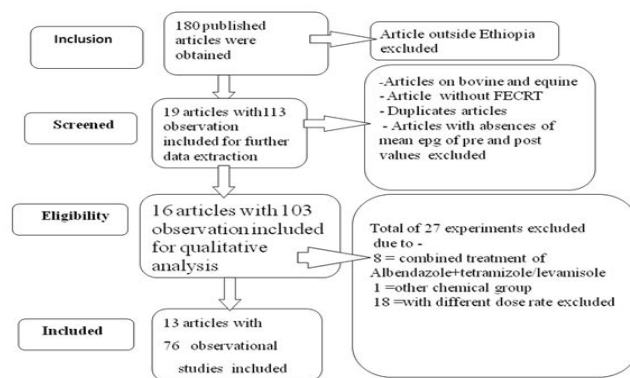 Inclusion
180 published
articles were
obtained
Article outside Ethiopia
excluded
Screened
19 articles with113
observation
included for further
data extraction
-Articles on bovine and equine
- Article without FECRT
- Duplicates articles
- Articles with absences of
mean epg of pre and post
values excluded
Eligibility
16 articles with 103
observation included
for qualitative
analysis
Total of 27 experiments excluded
due to -
8 = combined treatment of
Albendazole+tetramizole/levamisole
1 =other chemical group
18 =with different dose rate excluded
Included
13 articles with
76 observational
studies included